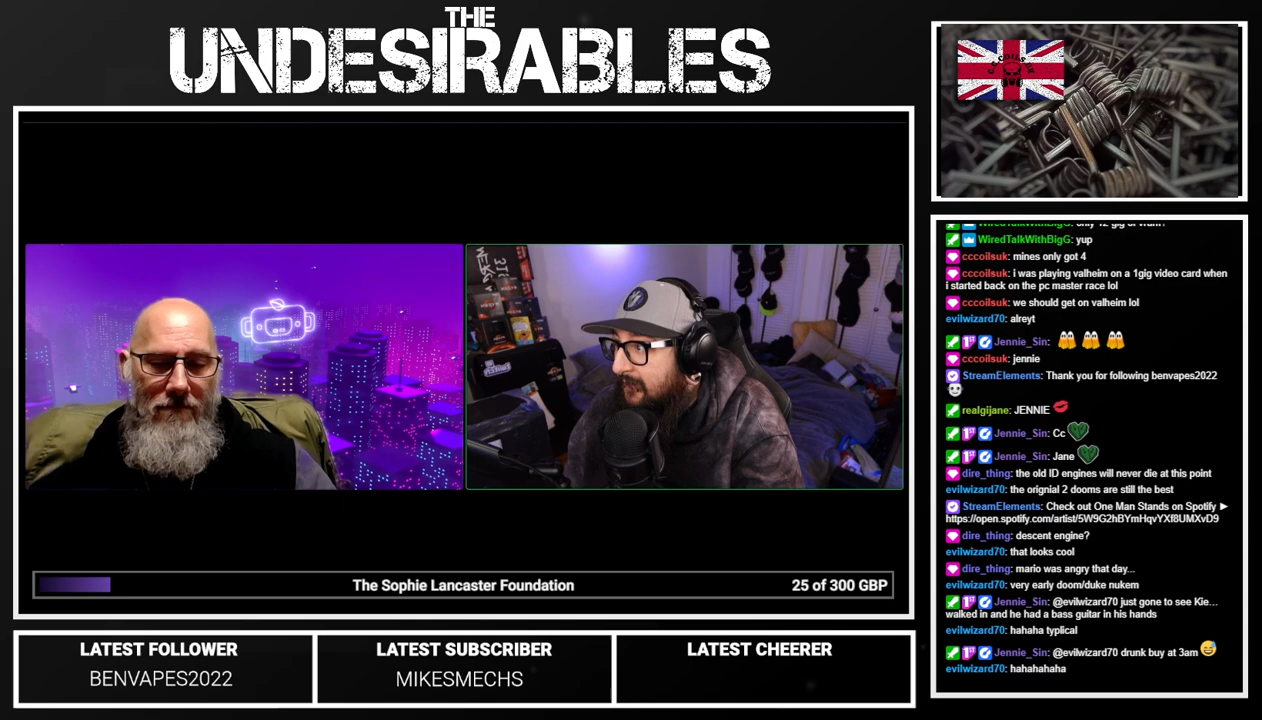 THE
UNDESIRABLES
The Sophie Lancaster Foundation
25 of 300 GBP
LATEST FOLLOWER
BENVAPES2022
LATEST SUBSCRIBER
MIKESMECHS
LATEST CHEERER
WiredTalkWithBigG: yup
cccoilsuk: mines only got 4
cccoilsuk: i was playing valheim on a 1gig video card when
i started back on the pc master race lol
cccoilsuk: we should get on valheim lol
evilwizard70: alreyt
Jennie_Sin:
cccoilsuk: jennie
StreamElements: Thank you for following benvapes2022
realgijane: JENNIE
Jennie_Sin: Cc
Jennie_Sin: Jane
dire_thing: the old ID engines will never die at this point
evilwizard70: the orignial 2 dooms are still the best
StreamElements: Check out One Man Stands on Spotify ►
https://open.spotify.com/artist/5W9G2hBYmHqvYXf8UMXvD9
dire_thing: descent engine?
evilwizard70: that looks cool
dire_thing: mario was angry that day...
evilwizard70: very early doom/duke nukem
Jennie_Sin: @evilwizard70 just gone to see Kie...
walked in and he had a bass guitar in his hands
evilwizard70: hahaha typlical
Jennie_Sin: @evilwizard70 drunk buy at 3am
evilwizard70: hahahahaha